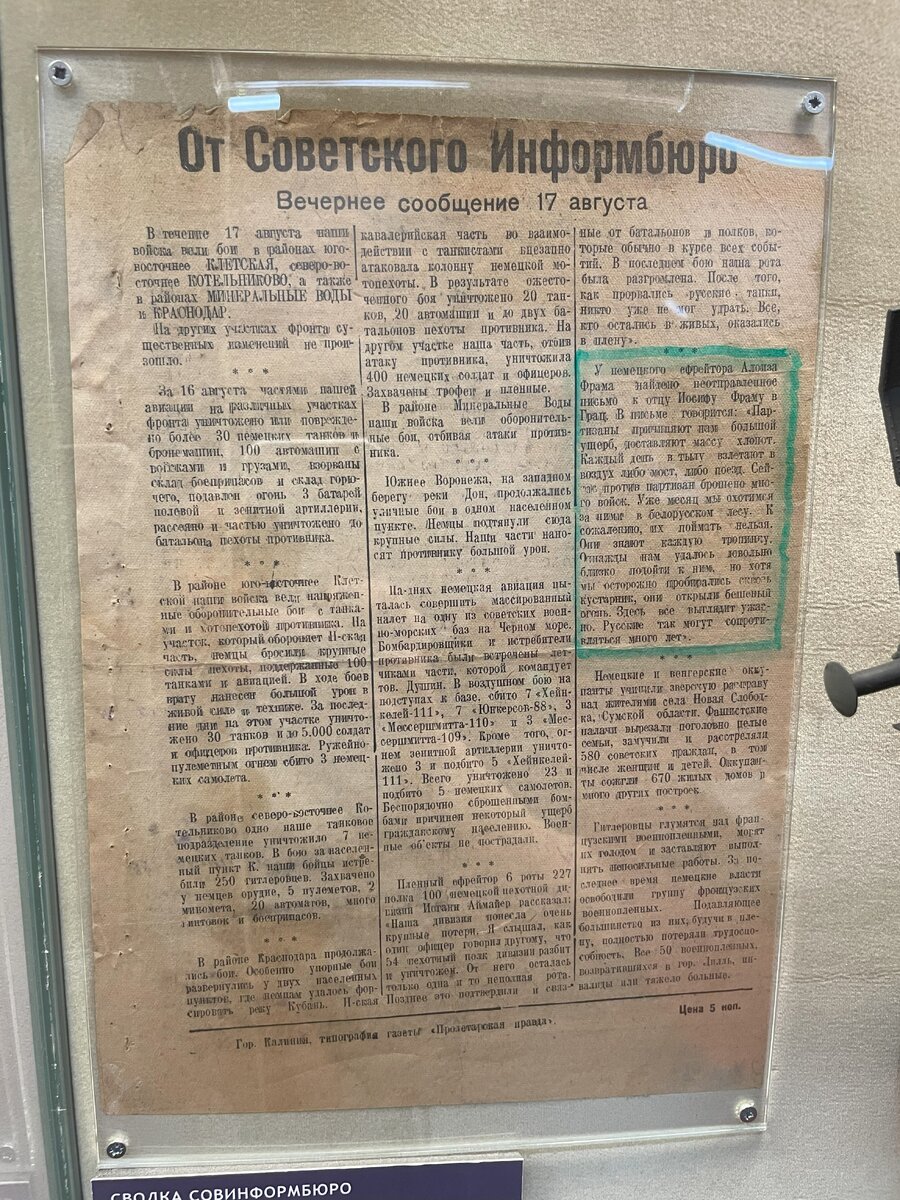 От Советского Информбюро
Вечернее сообщение 17 августа
В течение 17 августа наши
войска вели бои в районах юго-
восточнее КЛЕТСКАЯ, северо-во-
сточнее КОТЕЛЬНИКОВО, а также
в районах МИНЕРАЛЬНЫЕ ВОДЫ
и КРАСНОДАР.
На других участках фронта су-
щественных изменений не прои-
зошло.
* * *
За 16 августа частями нашей
авиации на различных участках
фронта уничтожено или поврежде-
но более 30 немецких танков и
бронемашин, 100 автомашин с
войсками и грузами, взорваны
склад боеприпасов и склад горю-
чего, подавлен огонь 3 батарей
полевой и зенитной артиллерии,
рассеяно и частью уничтожено до
батальона пехоты противника.
* * *
В районе юго-восточнее Клет-
ской наши войска вели напряжен-
ные оборонительные бои с танка-
ми и мотопехотой противника. На
участок, который обороняет Н-ская
часть, немцы бросили крупные
силы пехоты, поддержанные 100
танками и авиацией. В ходе боев
врагу нанесен большой урон в
живой силе и технике. За послед-
ние дни на этом участке уничто-
жено 30 танков и до 5.000 солдат
и офицеров противника. Ружейно-
пулеметным огнем сбито 3 немец-
ких самолета.
* * *
В районе северо-восточнее Ко-
тельниково одно наше танковое
подразделение уничтожило 7 не-
мецких танков. В бою за населен-
ный пункт К. наши бойцы истре-
били 250 гитлеровцев. Захвачено
у немцев орудие, 5 пулеметов, 2
миномета, 20 автоматов, много
винтовок и боеприпасов.
* * *
В районе Краснодара продолжа-
лись бои. Особенно упорные бои
развернулись у двух населенных
пунктов, где немцам удалось фор-
сировать реку Кубань. Н-ская
кавалерийская часть во взаимо-
действии с танкистами внезапно
атаковала колонну немецкой мо-
топехоты. В результате ожесто-
ченного боя уничтожено 20 тан-
ков, 20 автомашин и до двух ба-
тальонов пехоты противника. На
другом участке наша часть, отбив
атаку противника, уничтожила
400 немецких солдат и офицеров.
Захвачены трофеи и пленные.
В районе Минеральные Воды
наши войска вели оборонитель-
ные бои, отбивая атаки против-
ника.
* * *
Южнее Воронежа, на западном
берегу реки Дон, продолжались
уличные бои в одном населенном
пункте. Немцы подтянули сюда
крупные силы. Наши части нано-
сят противнику большой урон.
* * *
На-днях немецкая авиация пы-
талась совершить массированный
налет на одну из советских воен-
но-морских баз на Черном море.
Бомбардировщики и истребители
противника были встречены лет-
чиками части, которой командует
тов. Душин. В воздушном бою на
подступах к базе, сбито 7 «Хейн-
келей-111», 7 «Юнкерсов-88», 3
«Мессершмитта-110» и 3 «Мес-
сершмитта-109». Кроме того, ог-
нем зенитной артиллерии уничто-
жено 3 и подбито 5 «Хейнкелей-
111». Всего уничтожено 23 и
подбито 5 немецких самолетов.
Беспорядочно сброшенными бом-
бами причинен некоторый ущерб
гражданскому населению. Воен-
ные объекты не пострадали.
* * *
Пленный ефрейтор 6 роты 227
полка 100 немецкой пехотной ди-
визии Иоганн Аймайер рассказал:
«Наша дивизия понесла очень
крупные потери. Я слышал, как
один офицер говорил другому, что
54 пехотный полк дивизии разбит
и уничтожен. От него осталась
только одна и то неполная рота.
Позднее это подтвердили и связ-
ные от батальонов и полков, ко-
торые обычно в курсе всех собы-
тий. В последнем бою наша рота
была разгромлена. После того,
как прорвались русские танки,
никто уже не мог удрать. Все,
кто остались в живых, оказались
в плену».
* * *
У немецкого ефрейтора Алоиза
Фрама найдено неотправленное
письмо к отцу Иосифу Фраму в
Грац. В письме говорится: «Пар-
тизаны причиняют нам большой
ущерб, доставляют массу хлопот.
Каждый день в тылу взлетают в
воздух либо мост, либо поезд. Сей-
час против партизан брошено мно-
го войск. Уже месяц мы охотимся
за ними в белорусском лесу. К
сожалению, их поймать нельзя.
Они знают каждую тропинку.
Однажды нам удалось довольно
близко подойти к ним, но хотя
мы осторожно пробирались сквозь
кустарник, они открыли бешеный
огонь. Здесь все выглядит ужас-
но. Русские так могут сопроти-
вляться много лет».
* * *
Немецкие и венгерские окку-
панты учинили зверскую расправу
над жителями села Новая Слобод-
ка, Сумской области. Фашистские
палачи вырезали поголовно целые
семьи, замучили и расстреляли
580 советских граждан, в том
числе женщин и детей. Оккупан-
ты сожгли 670 жилых домов и
много других построек.
* * *
Гитлеровцы глумятся над фран-
цузскими военнопленными, морят
их голодом и заставляют выпол-
нять непосильные работы. За по-
следнее время немецкие власти
освободили группу французских
военнопленных. Подавляющее
большинство из них, будучи в пле-
ну, полностью потеряли трудоспо-
собность. Все 50 военнопленных,
возвратившихся в гор. Лилль, ин-
валиды или тяжело больные.
Гор. Калинин, типография газеты «Пролетарская правда».
Цена 5 коп.
СВОДКА СОВИНФОРМБЮРО